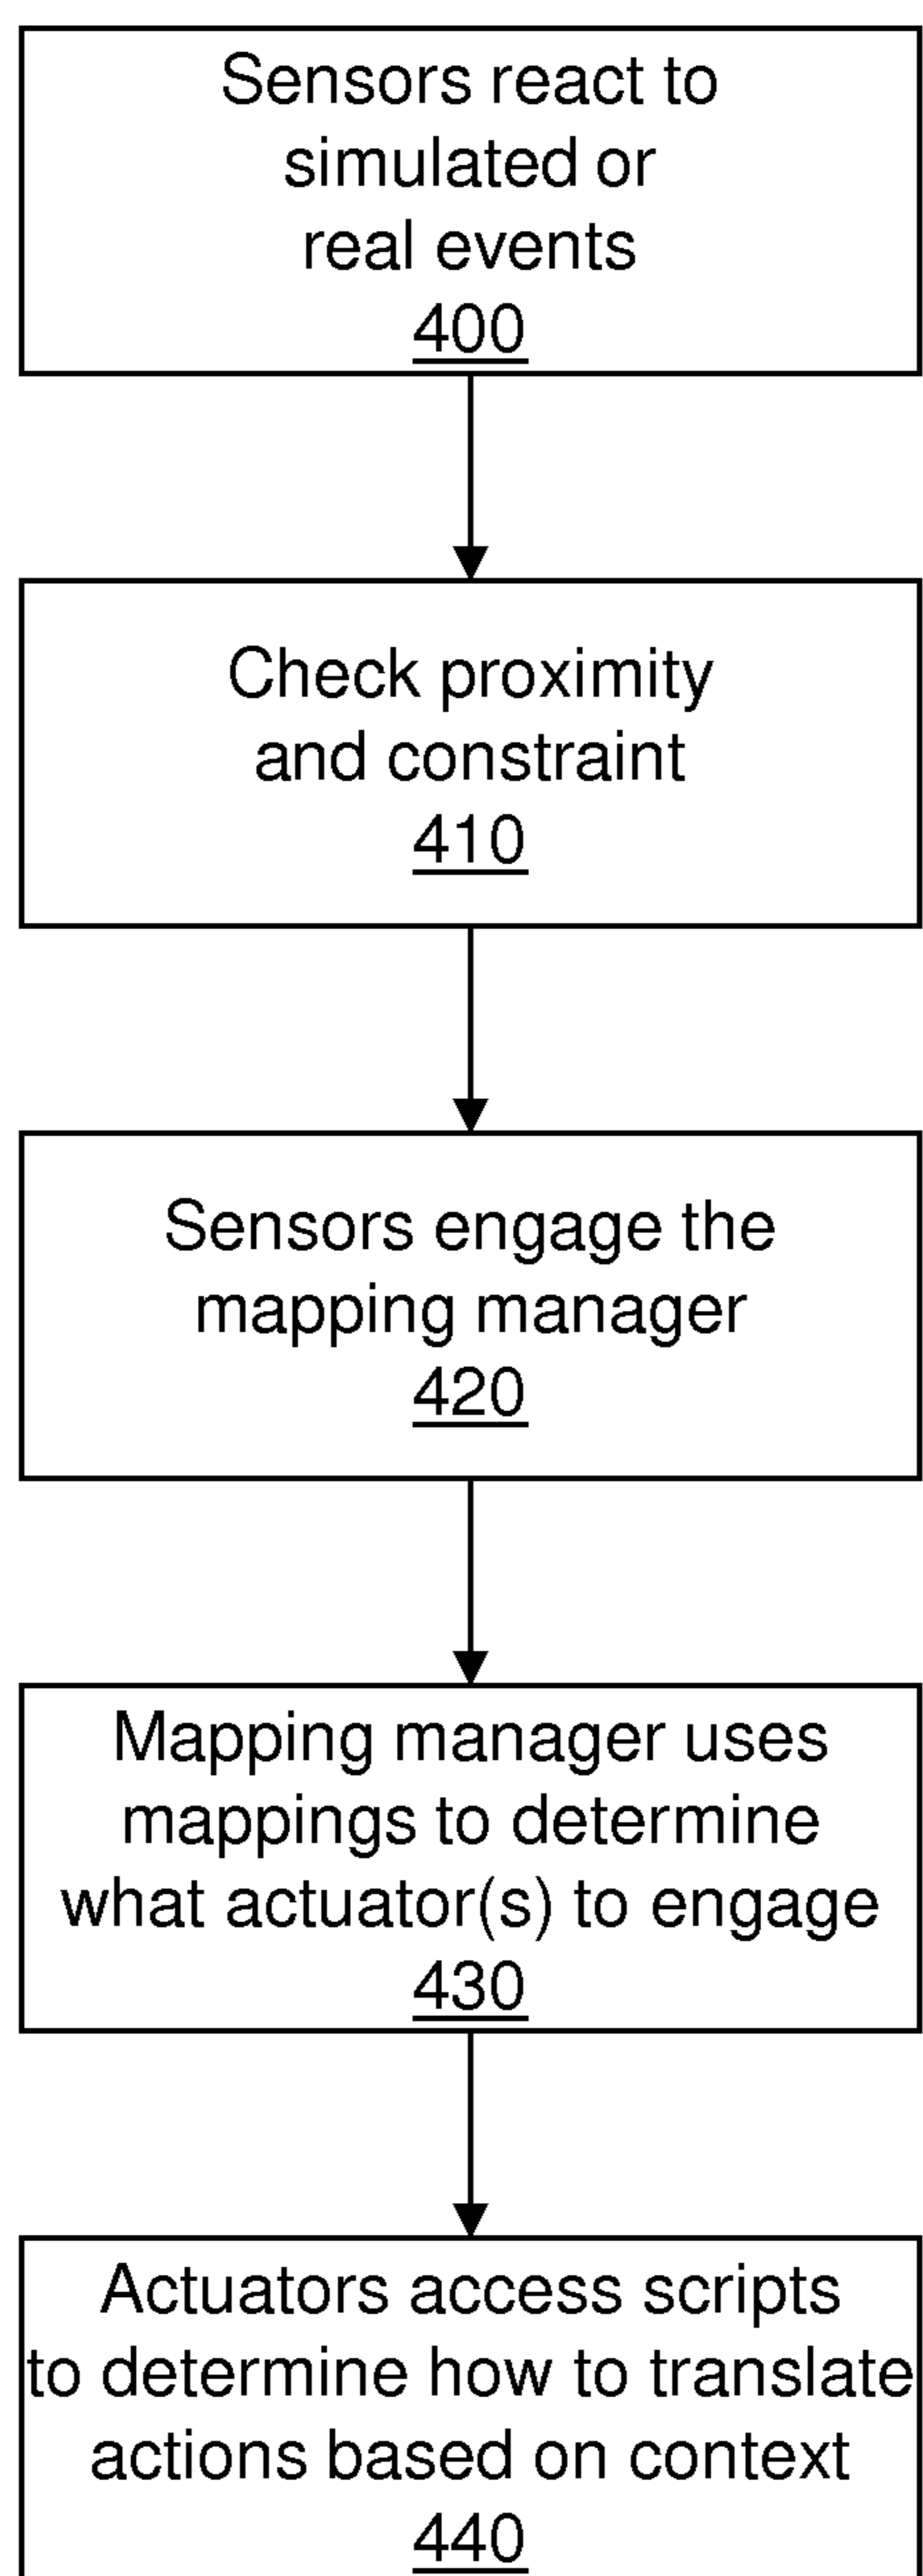 Sensors react to
simulated or
real events
400
Check proximity
and constraint
410
Sensors engage the
mapping manager
420
Mapping manager uses
mappings to determine
what actuator(s) to engage
430
Actuators access scripts
to determine how to translate
actions based on context
440